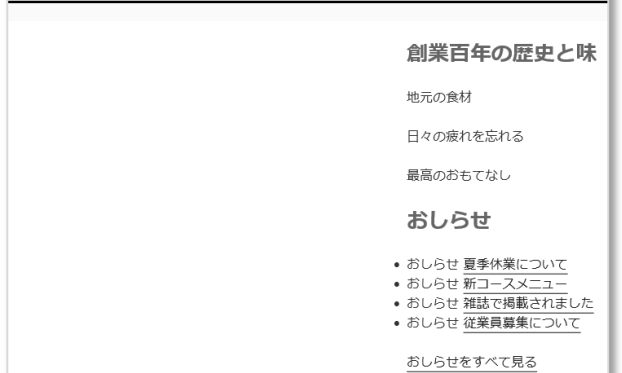 創業百年の歴史と味
地元の食材
日々の疲れを忘れる
最高のおもてなし
おしらせ
• おしらせ 夏季休業について
• おしらせ 新コースメニュー
• おしらせ 雑誌で掲載されました
• おしらせ 従業員募集について
おしらせをすべて見る